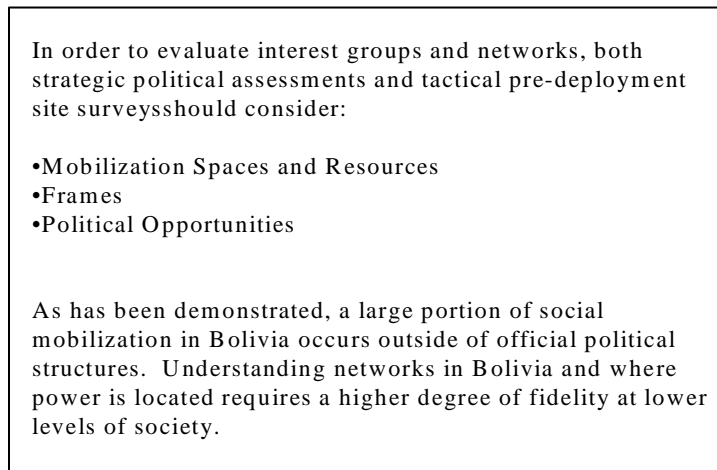 In order to evaluate interest groups and networks, both
strategic political assessments and tactical pre-deployment
site surveysshould consider:
•Mobilization Spaces and Resources
•Frames
•Political Opportunities
As has been demonstrated, a large portion of social
mobilization in Bolivia occurs outside of official political
structures.  Understanding networks in Bolivia and where
power is located requires a higher degree of fidelity at lower
levels of society.